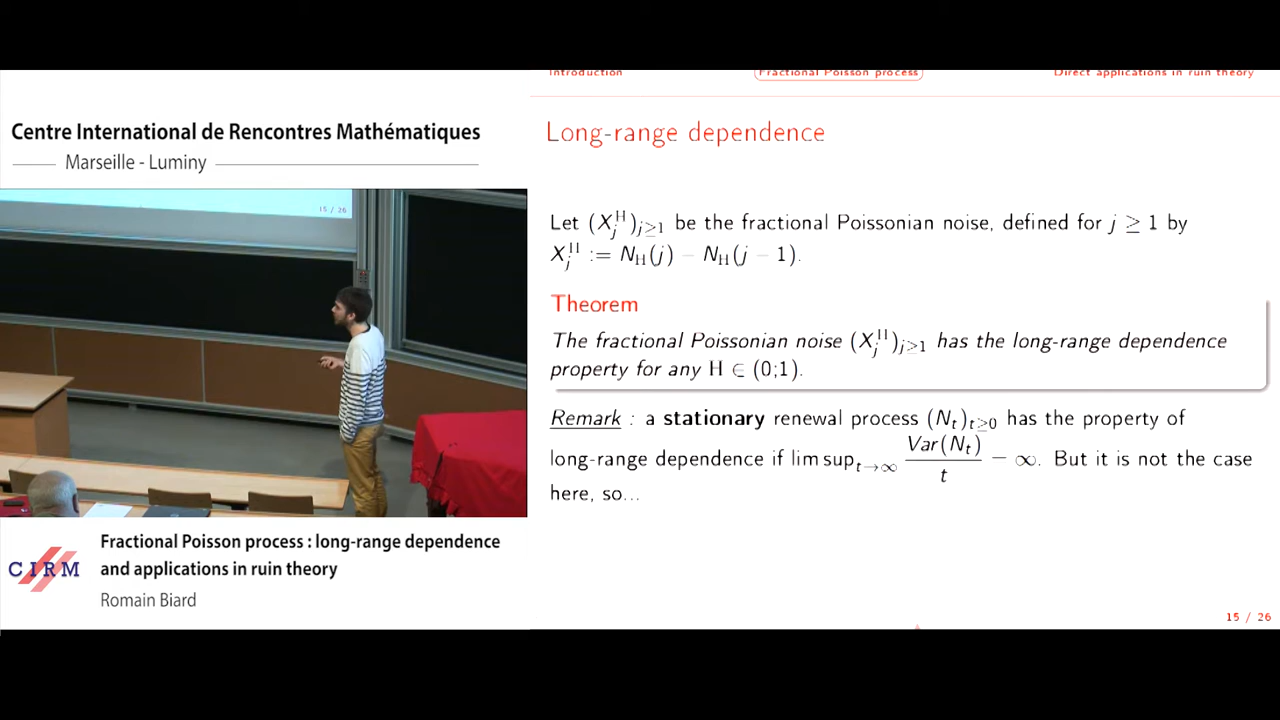 Introduction
Fractional Poisson process
Direct applications in ruin theory
Centre International de Rencontres Mathématiques
Marseille - Luminy
15 / 26
Long-range dependence
Let (X_j^H)_{j≥1} be the fractional Poissonian noise, defined for j ≥ 1 by
X_j^H := N_H(j) − N_H(j − 1).
Theorem
The fractional Poissonian noise (X_j^H)_{j≥1} has the long-range dependence
property for any H ∈ (0;1).
Remark : a stationary renewal process (N_t)_{t≥0} has the property of
long-range dependence if lim sup_{t→∞} Var(N_t)/t = ∞. But it is not the case
here, so...
CIRM
Fractional Poisson process : long-range dependence
and applications in ruin theory
Romain Biard
15 / 26